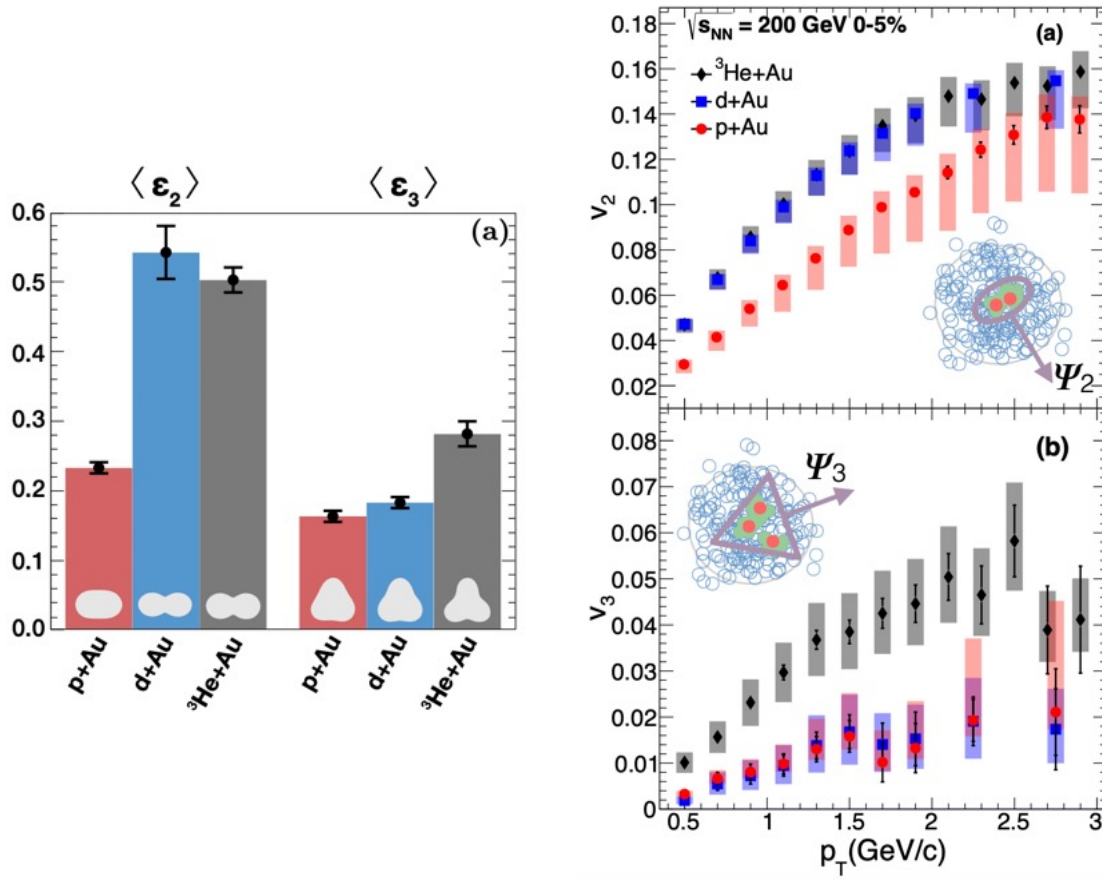 ⟨ε₂⟩ ⟨ε₃⟩
(a)
0.6
0.5
0.4
0.3
0.2
0.1
0.0
p+Au
d+Au
³He+Au
p+Au
d+Au
³He+Au
√s_NN = 200 GeV 0-5%
(a)
³He+Au
d+Au
p+Au
v₂
0.18
0.16
0.14
0.12
0.1
0.08
0.06
0.04
0.02
Ψ₂
(b)
Ψ₃
v₃
0.08
0.07
0.06
0.05
0.04
0.03
0.02
0.01
0
0.5 1 1.5 2 2.5 3
p_T(GeV/c)